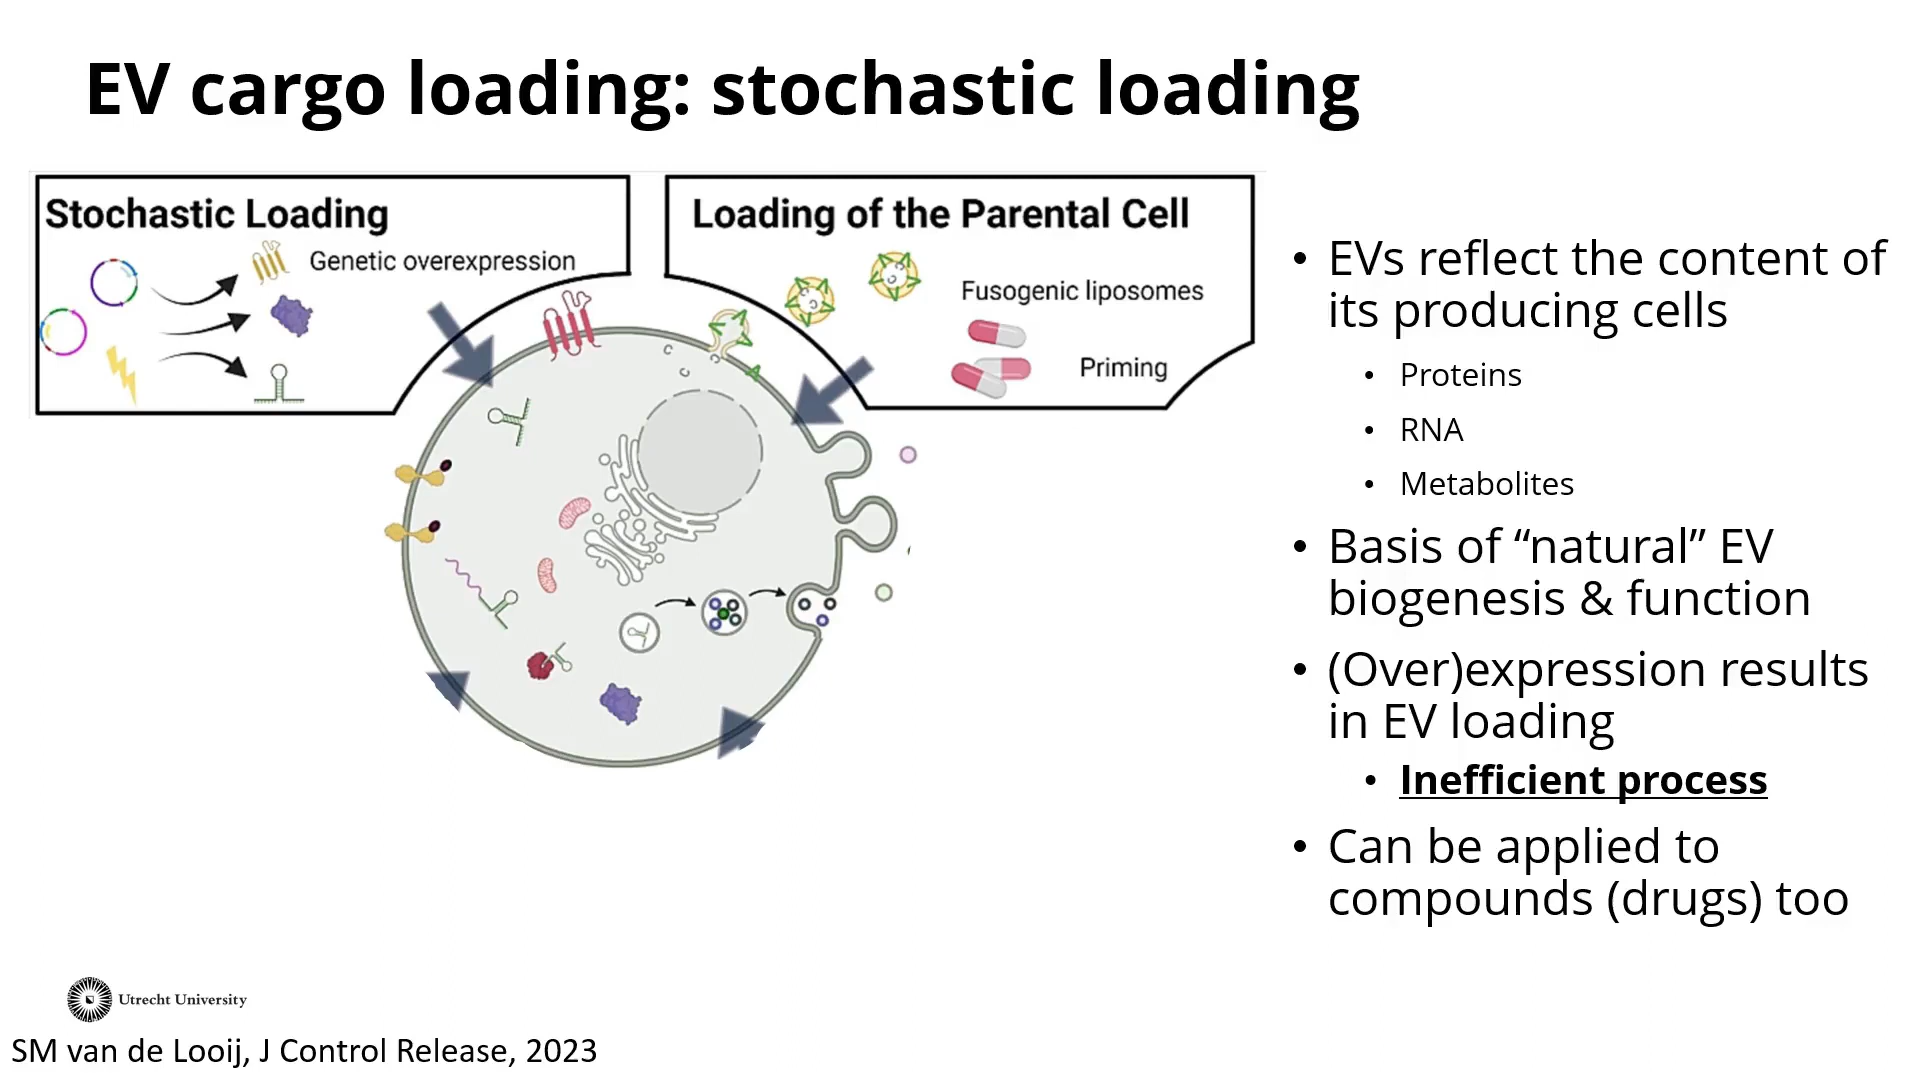 EV cargo loading: stochastic loading
Stochastic Loading
Genetic overexpression
Loading of the Parental Cell
Fusogenic liposomes
Priming
• EVs reflect the content of
its producing cells
• Proteins
• RNA
• Metabolites
• Basis of “natural” EV
biogenesis & function
• (Over)expression results
in EV loading
• Inefficient process
• Can be applied to
compounds (drugs) too
Utrecht University
SM van de Looij, J Control Release, 2023